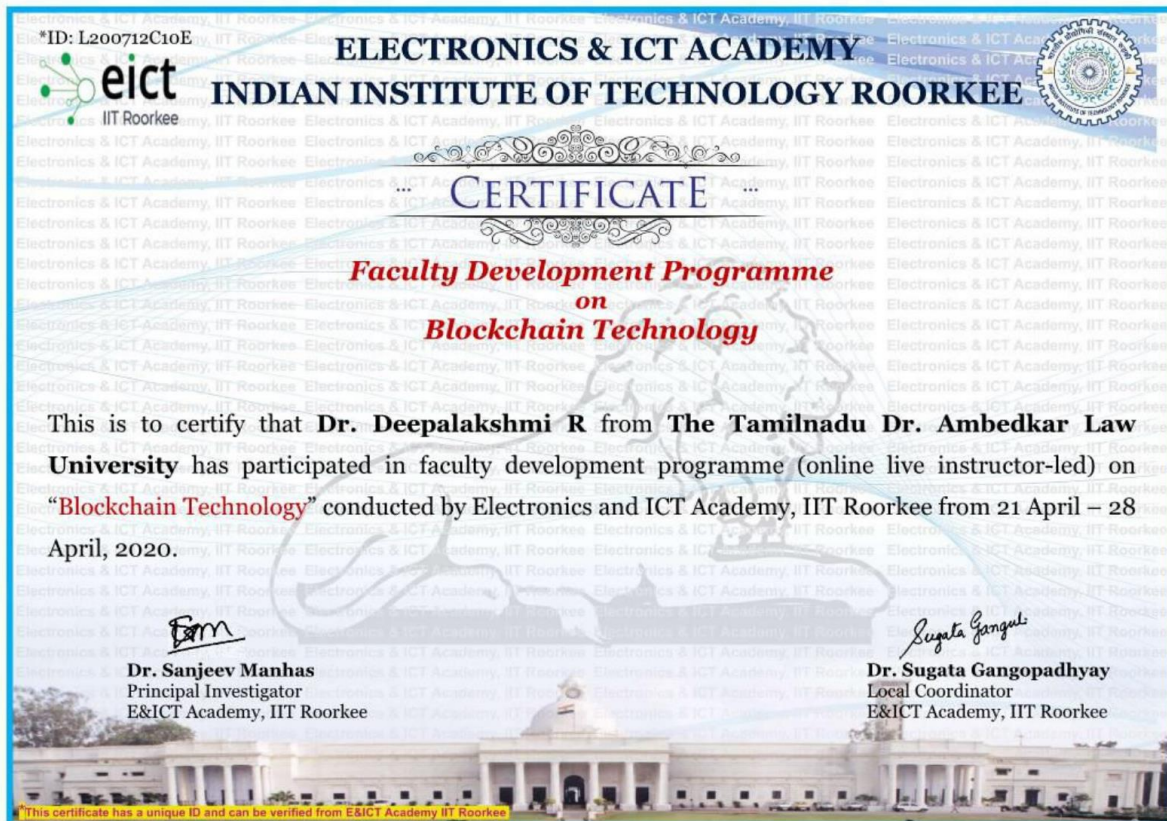 *ID: L200712C10E
eict
IIT Roorkee
ELECTRONICS & ICT ACADEMY
INDIAN INSTITUTE OF TECHNOLOGY ROORKEE
CERTIFICATE
Faculty Development Programme
on
Blockchain Technology
This is to certify that Dr. Deepalakshmi R from The Tamilnadu Dr. Ambedkar Law
University has participated in faculty development programme (online live instructor-led) on
“Blockchain Technology” conducted by Electronics and ICT Academy, IIT Roorkee from 21 April – 28
April, 2020.
Sugata Gangul
Dr. Sanjeev Manhas
Principal Investigator
E&ICT Academy, IIT Roorkee
Dr. Sugata Gangopadhyay
Local Coordinator
E&ICT Academy, IIT Roorkee
*This certificate has a unique ID and can be verified from E&ICT Academy IIT Roorkee